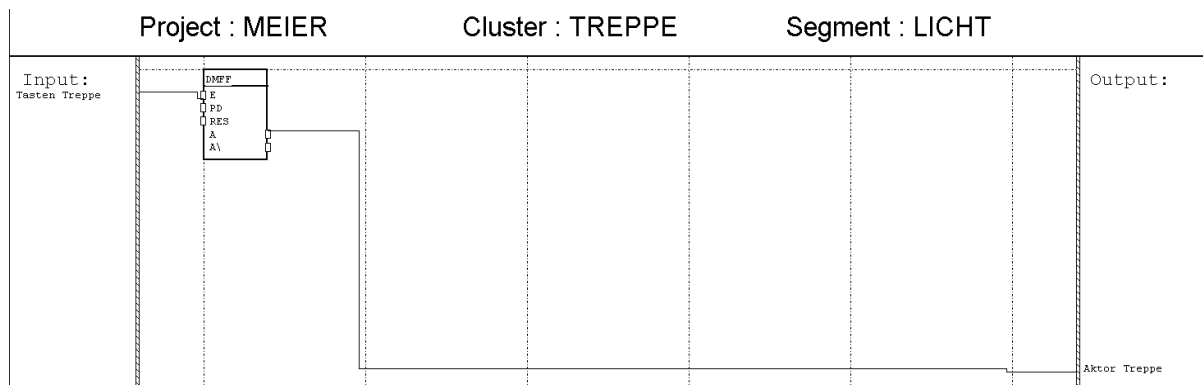 Project : MEIER Cluster : TREPPE Segment : LICHT
Input:
Tasten Treppe
DMFF
E
PD
RES
A
A\
Output:
Aktor Treppe